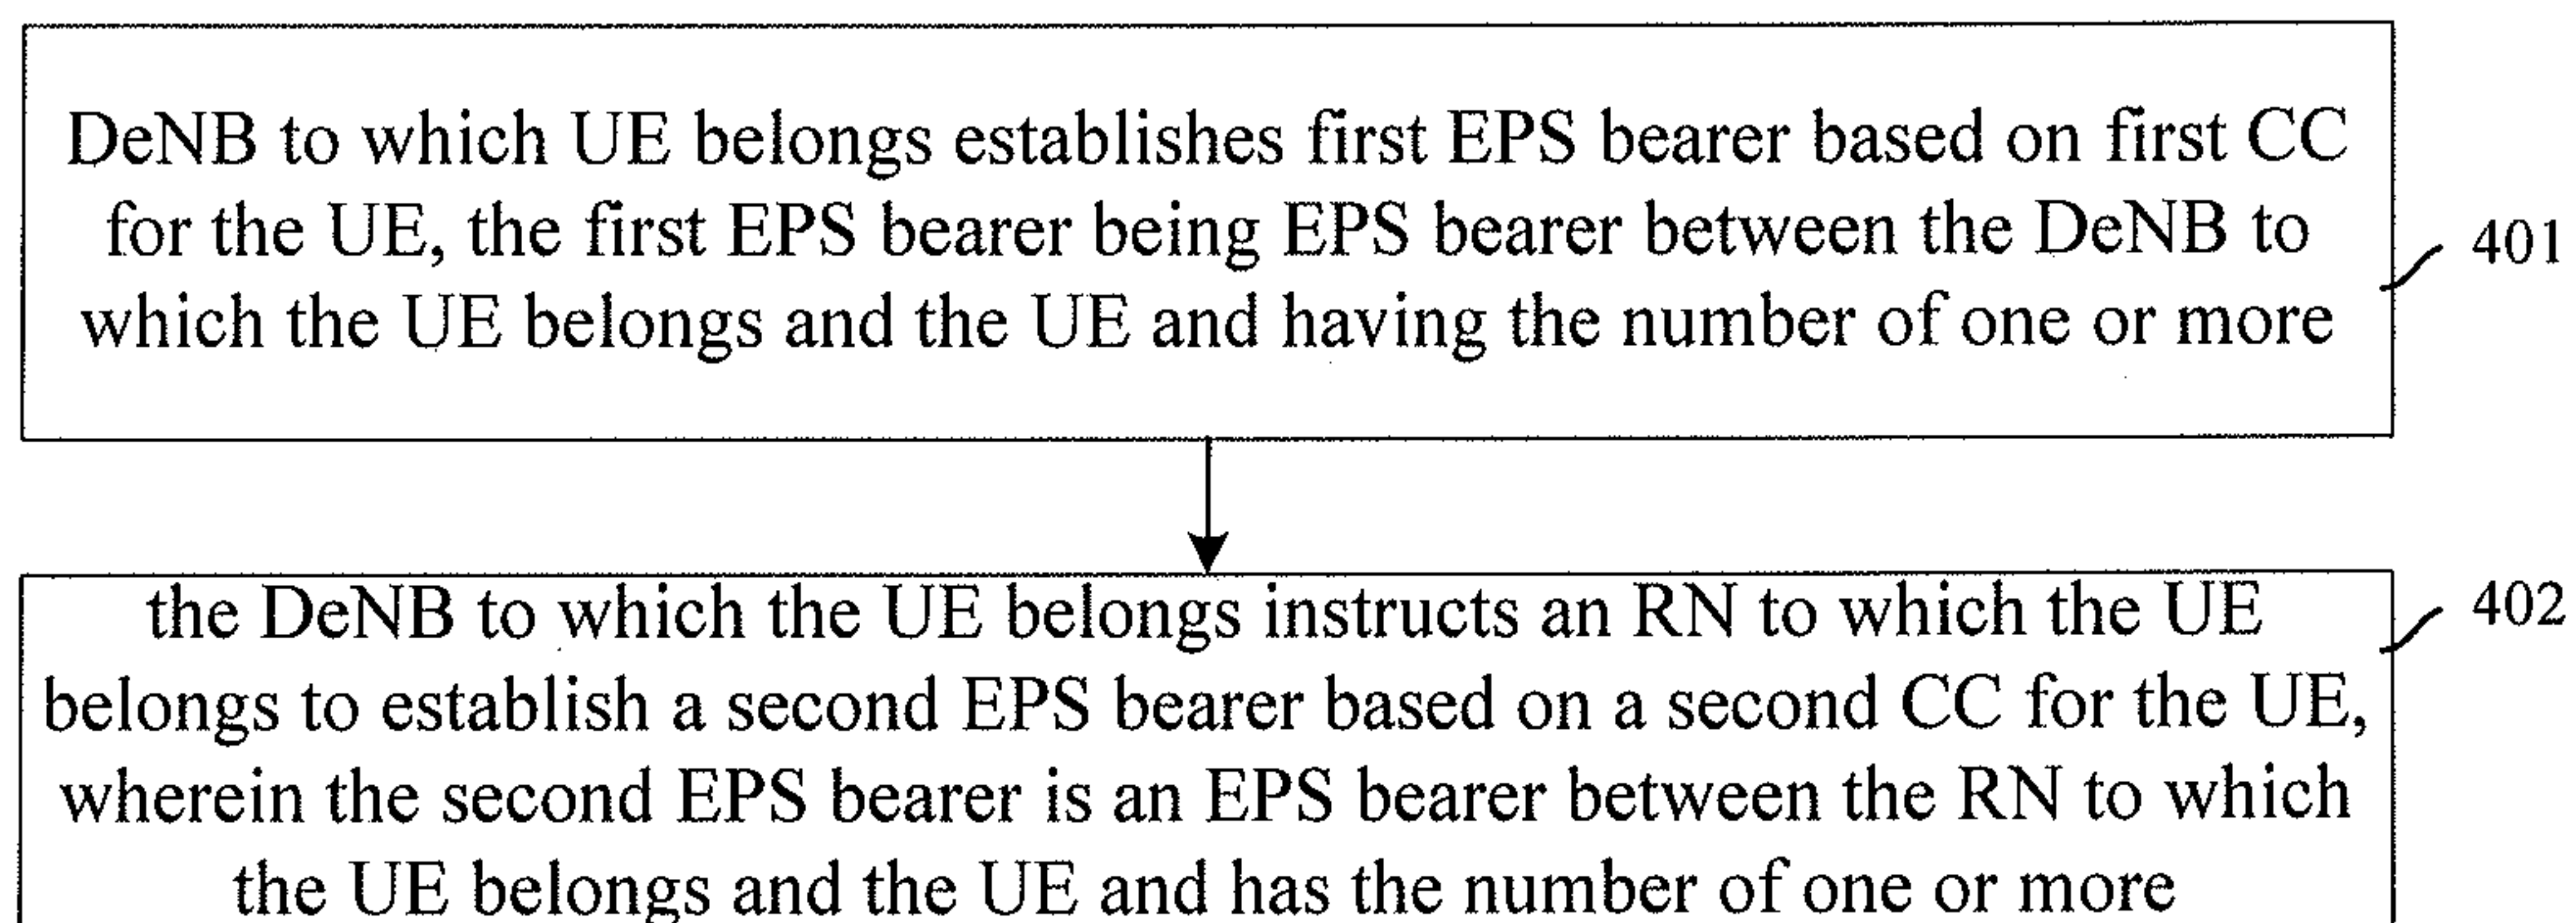 DeNB to which UE belongs establishes first EPS bearer based on first CC
for the UE, the first EPS bearer being EPS bearer between the DeNB to
which the UE belongs and the UE and having the number of one or more
401
the DeNB to which the UE belongs instructs an RN to which the UE
belongs to establish a second EPS bearer based on a second CC for the UE,
wherein the second EPS bearer is an EPS bearer between the RN to which
the UE belongs and the UE and has the number of one or more
402